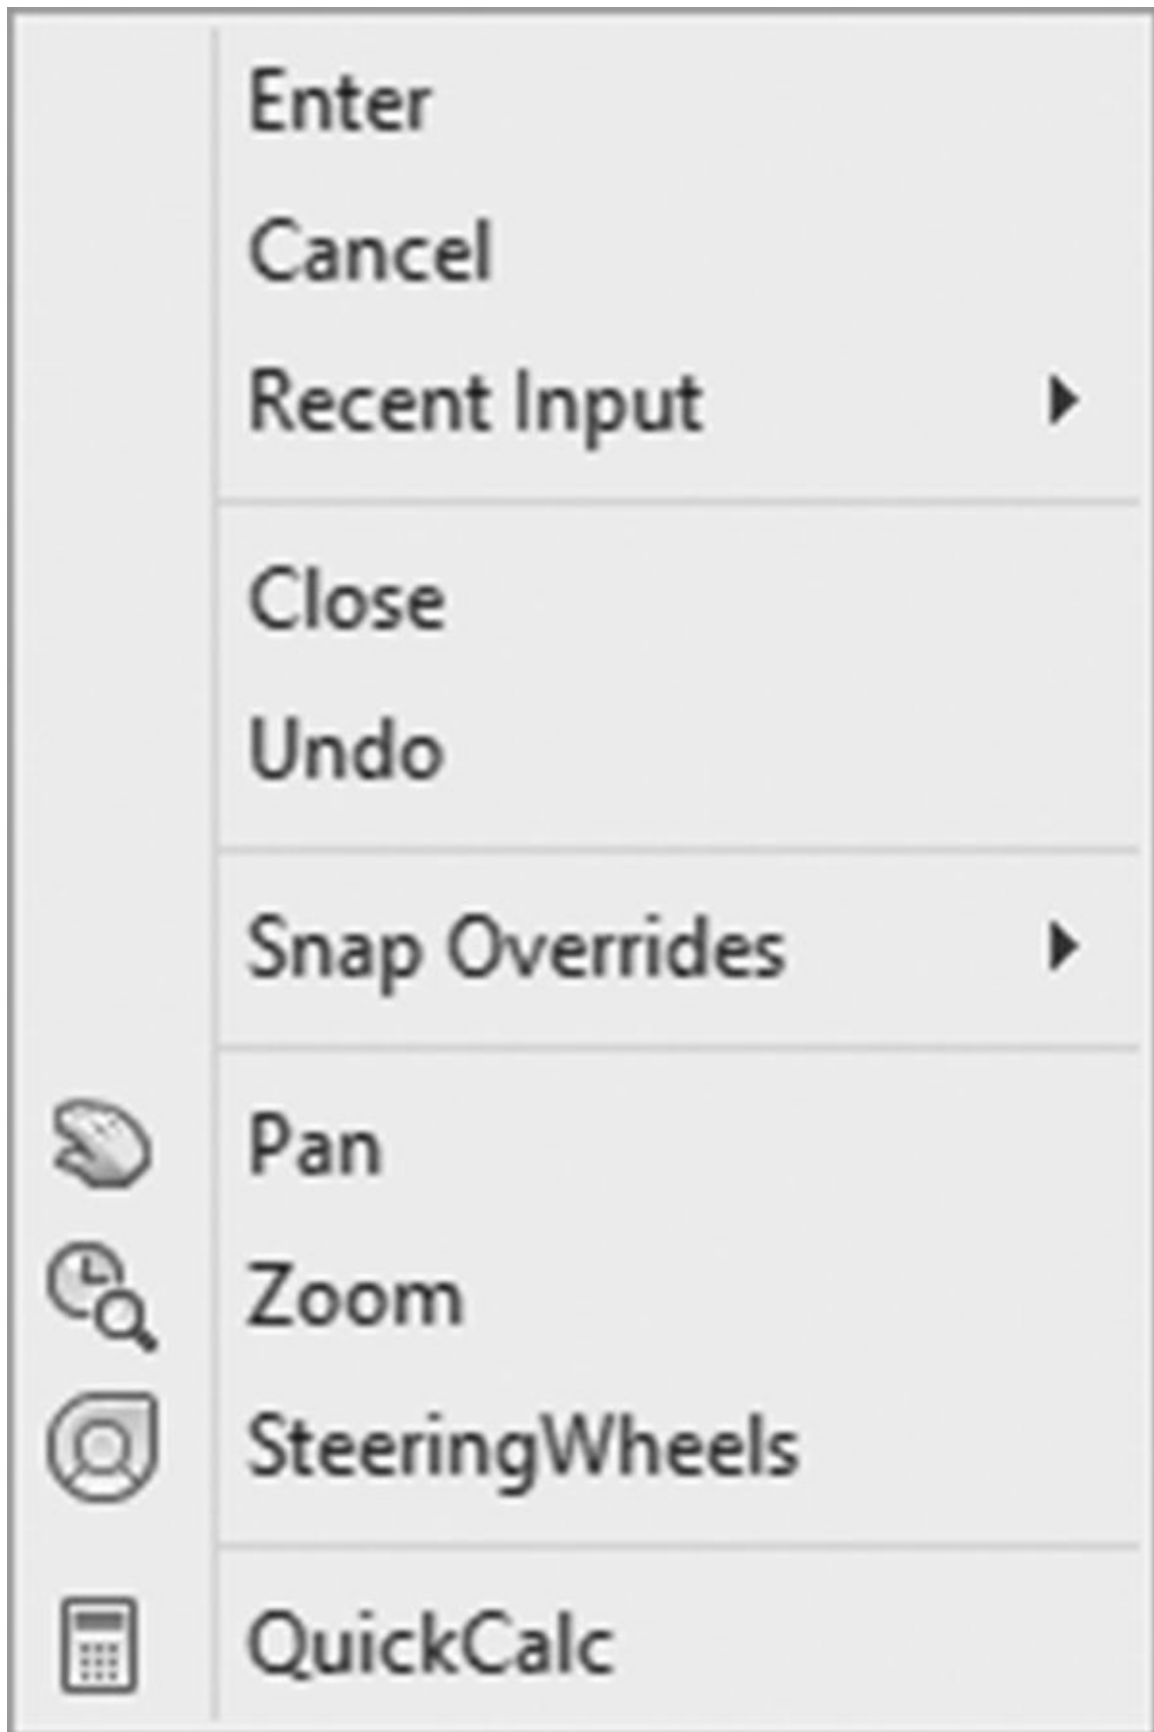 Enter
Cancel
Recent Input
Close
Undo
Snap Overrides
Pan
Zoom
SteeringWheels
QuickCalc